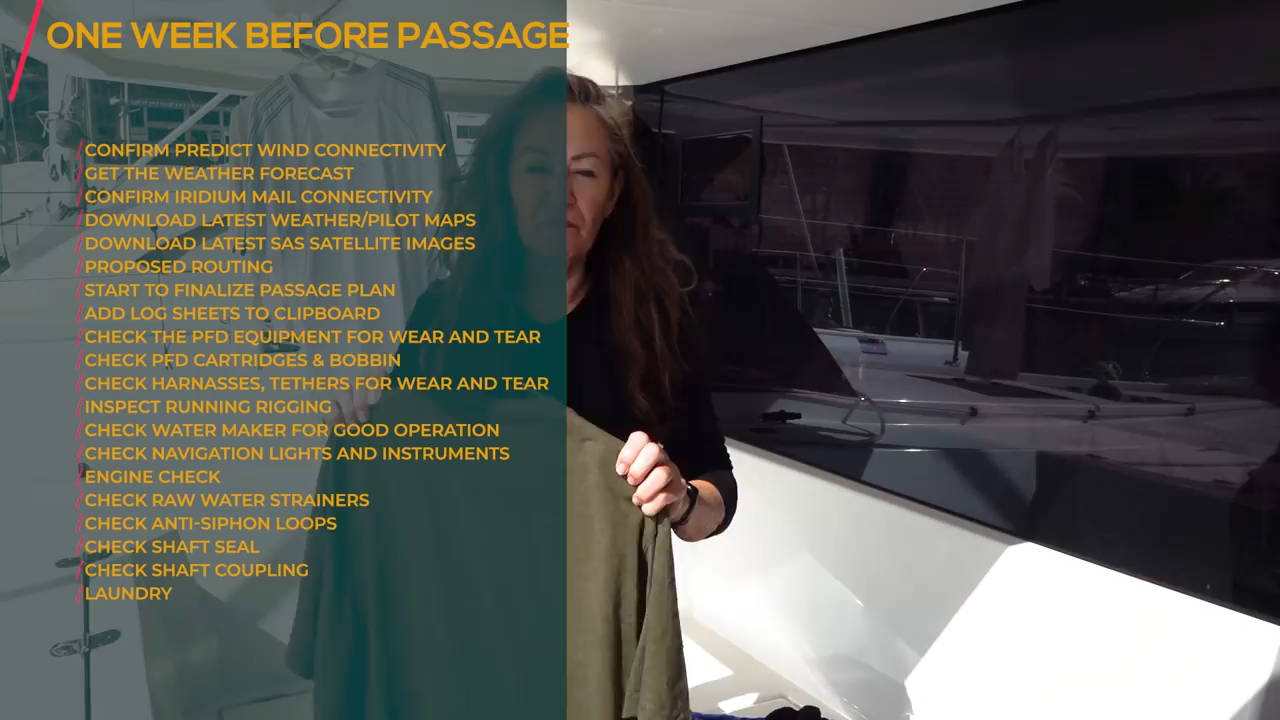 ONE WEEK BEFORE PASSAGE
CONFIRM PREDICT WIND CONNECTIVITY
GET THE WEATHER FORECAST
CONFIRM IRIDIUM MAIL CONNECTIVITY
DOWNLOAD LATEST WEATHER/PILOT MAPS
DOWNLOAD LATEST SAS SATELLITE IMAGES
PROPOSED ROUTING
START TO FINALIZE PASSAGE PLAN
ADD LOG SHEETS TO CLIPBOARD
CHECK THE PFD EQUIPMENT FOR WEAR AND TEAR
CHECK PFD CARTRIDGES & BOBBIN
CHECK HARNASSES, TETHERS FOR WEAR AND TEAR
INSPECT RUNNING RIGGING
CHECK WATER MAKER FOR GOOD OPERATION
CHECK NAVIGATION LIGHTS AND INSTRUMENTS
ENGINE CHECK
CHECK RAW WATER STRAINERS
CHECK ANTI-SIPHON LOOPS
CHECK SHAFT SEAL
CHECK SHAFT COUPLING
LAUNDRY